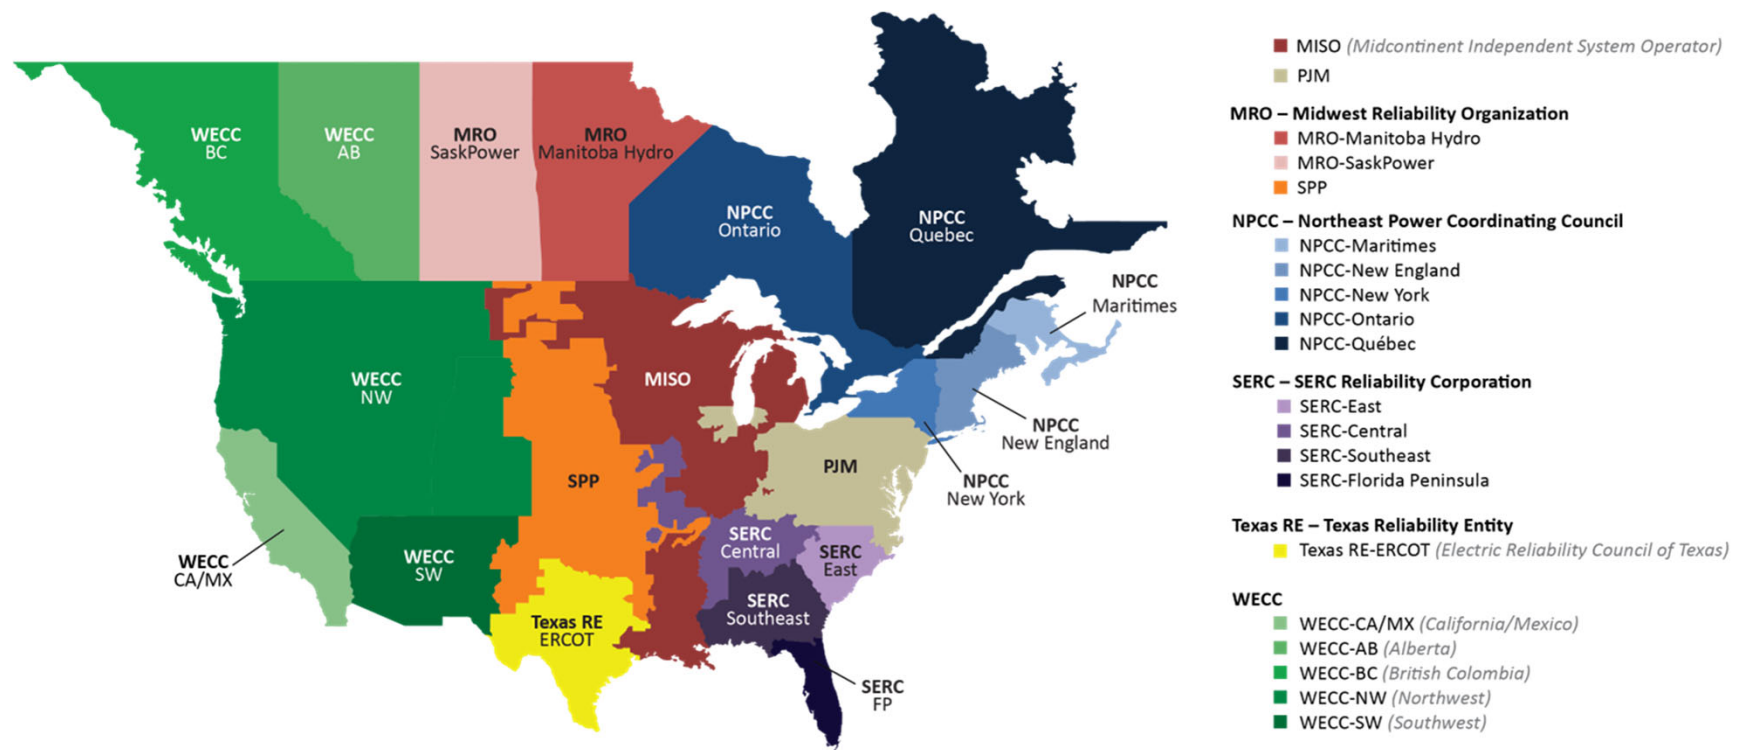 WECC
BC
WECC
AB
MRO
SaskPower
MRO
Manitoba Hydro
NPCC
Ontario
NPCC
Quebec
NPCC
Maritimes
WECC
NW
MISO
NPCC
New England
PJM
SPP
NPCC
New York
WECC
CA/MX
WECC
SW
SERC
Central
SERC
East
SERC
Southeast
Texas RE
ERCOT
SERC
FP
MISO (Midcontinent Independent System Operator)
PJM
MRO – Midwest Reliability Organization
MRO-Manitoba Hydro
MRO-SaskPower
SPP
NPCC – Northeast Power Coordinating Council
NPCC-Maritimes
NPCC-New England
NPCC-New York
NPCC-Ontario
NPCC-Québec
SERC – SERC Reliability Corporation
SERC-East
SERC-Central
SERC-Southeast
SERC-Florida Peninsula
Texas RE – Texas Reliability Entity
Texas RE-ERCOT (Electric Reliability Council of Texas)
WECC
WECC-CA/MX (California/Mexico)
WECC-AB (Alberta)
WECC-BC (British Colombia)
WECC-NW (Northwest)
WECC-SW (Southwest)